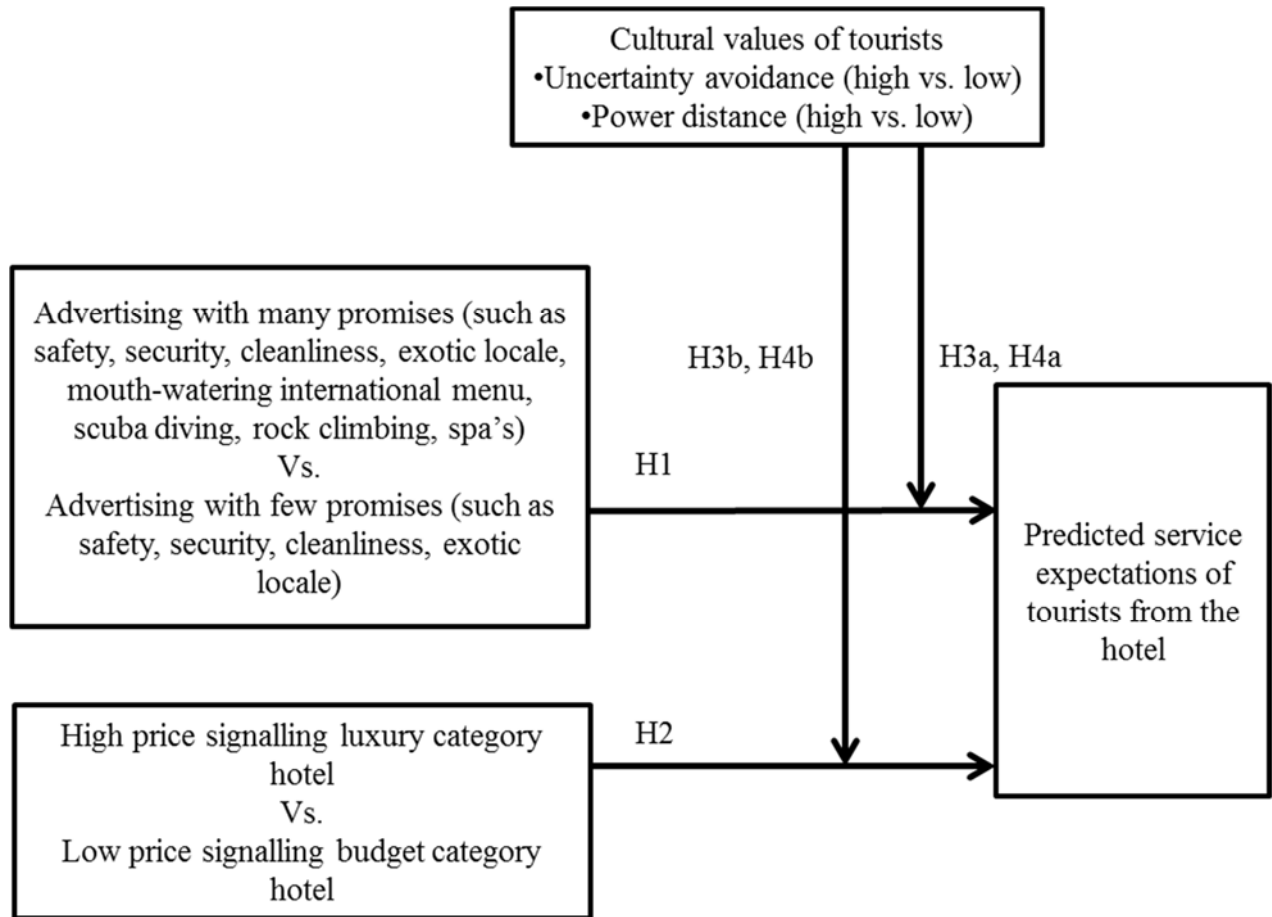 Cultural values of tourists
•Uncertainty avoidance (high vs. low)
•Power distance (high vs. low)
Advertising with many promises (such as
safety, security, cleanliness, exotic locale,
mouth-watering international menu,
scuba diving, rock climbing, spa’s)
Vs.
Advertising with few promises (such as
safety, security, cleanliness, exotic
locale)
H3b, H4b
H3a, H4a
H1
Predicted service
expectations of
tourists from the
hotel
High price signalling luxury category
hotel
Vs.
Low price signalling budget category
hotel
H2